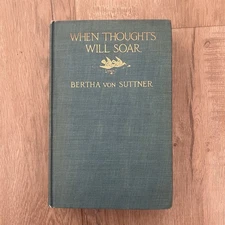 WHEN THOUGHTS
WILL SOAR.
BERTHA VON SUTTNER.